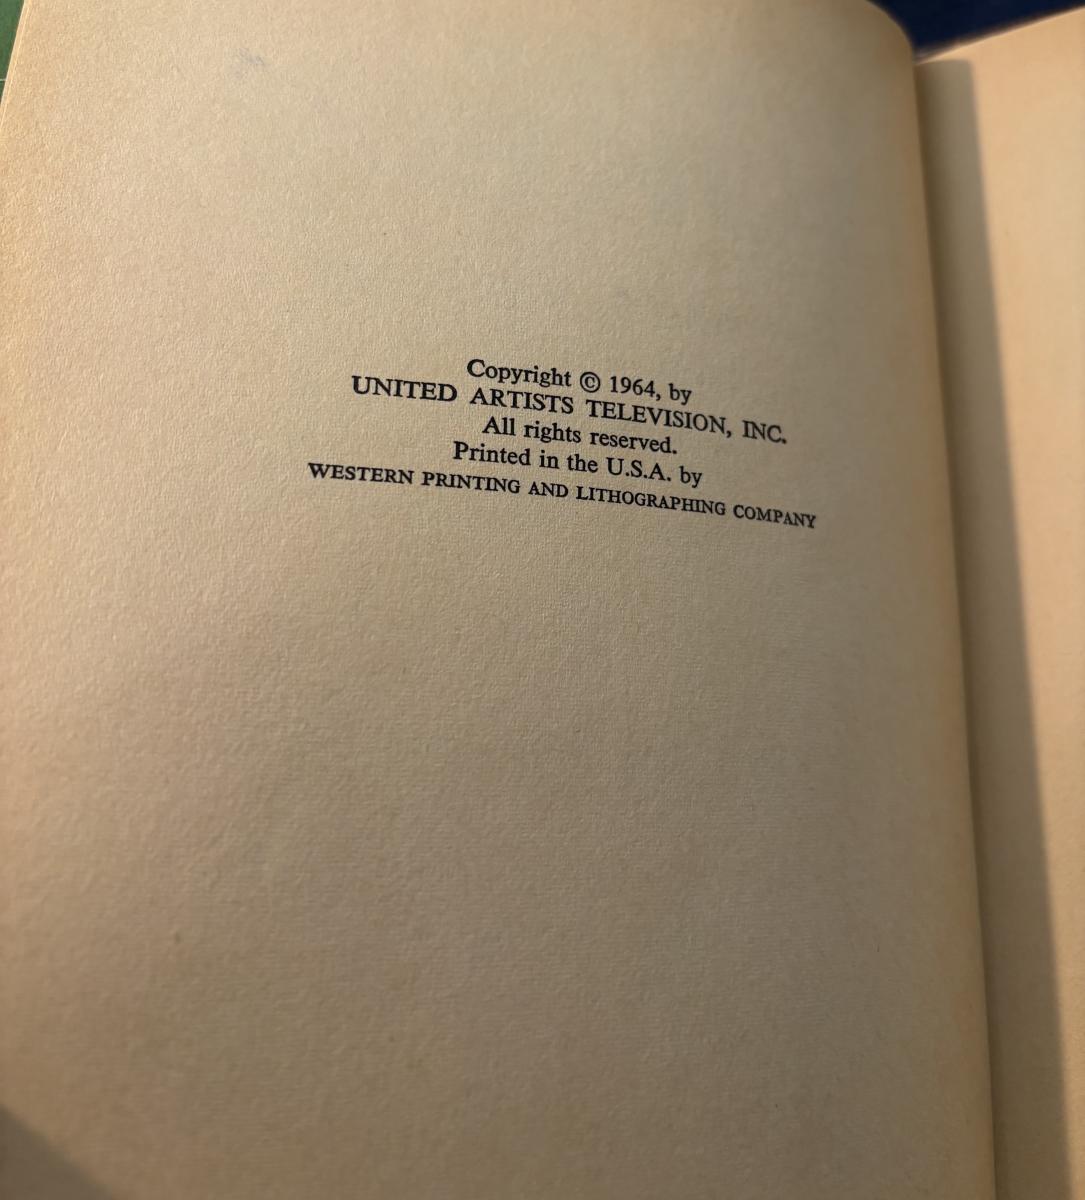 Copyright © 1964, by
UNITED ARTISTS TELEVISION, INC.
All rights reserved.
Printed in the U.S.A. by
WESTERN PRINTING AND LITHOGRAPHING COMPANY